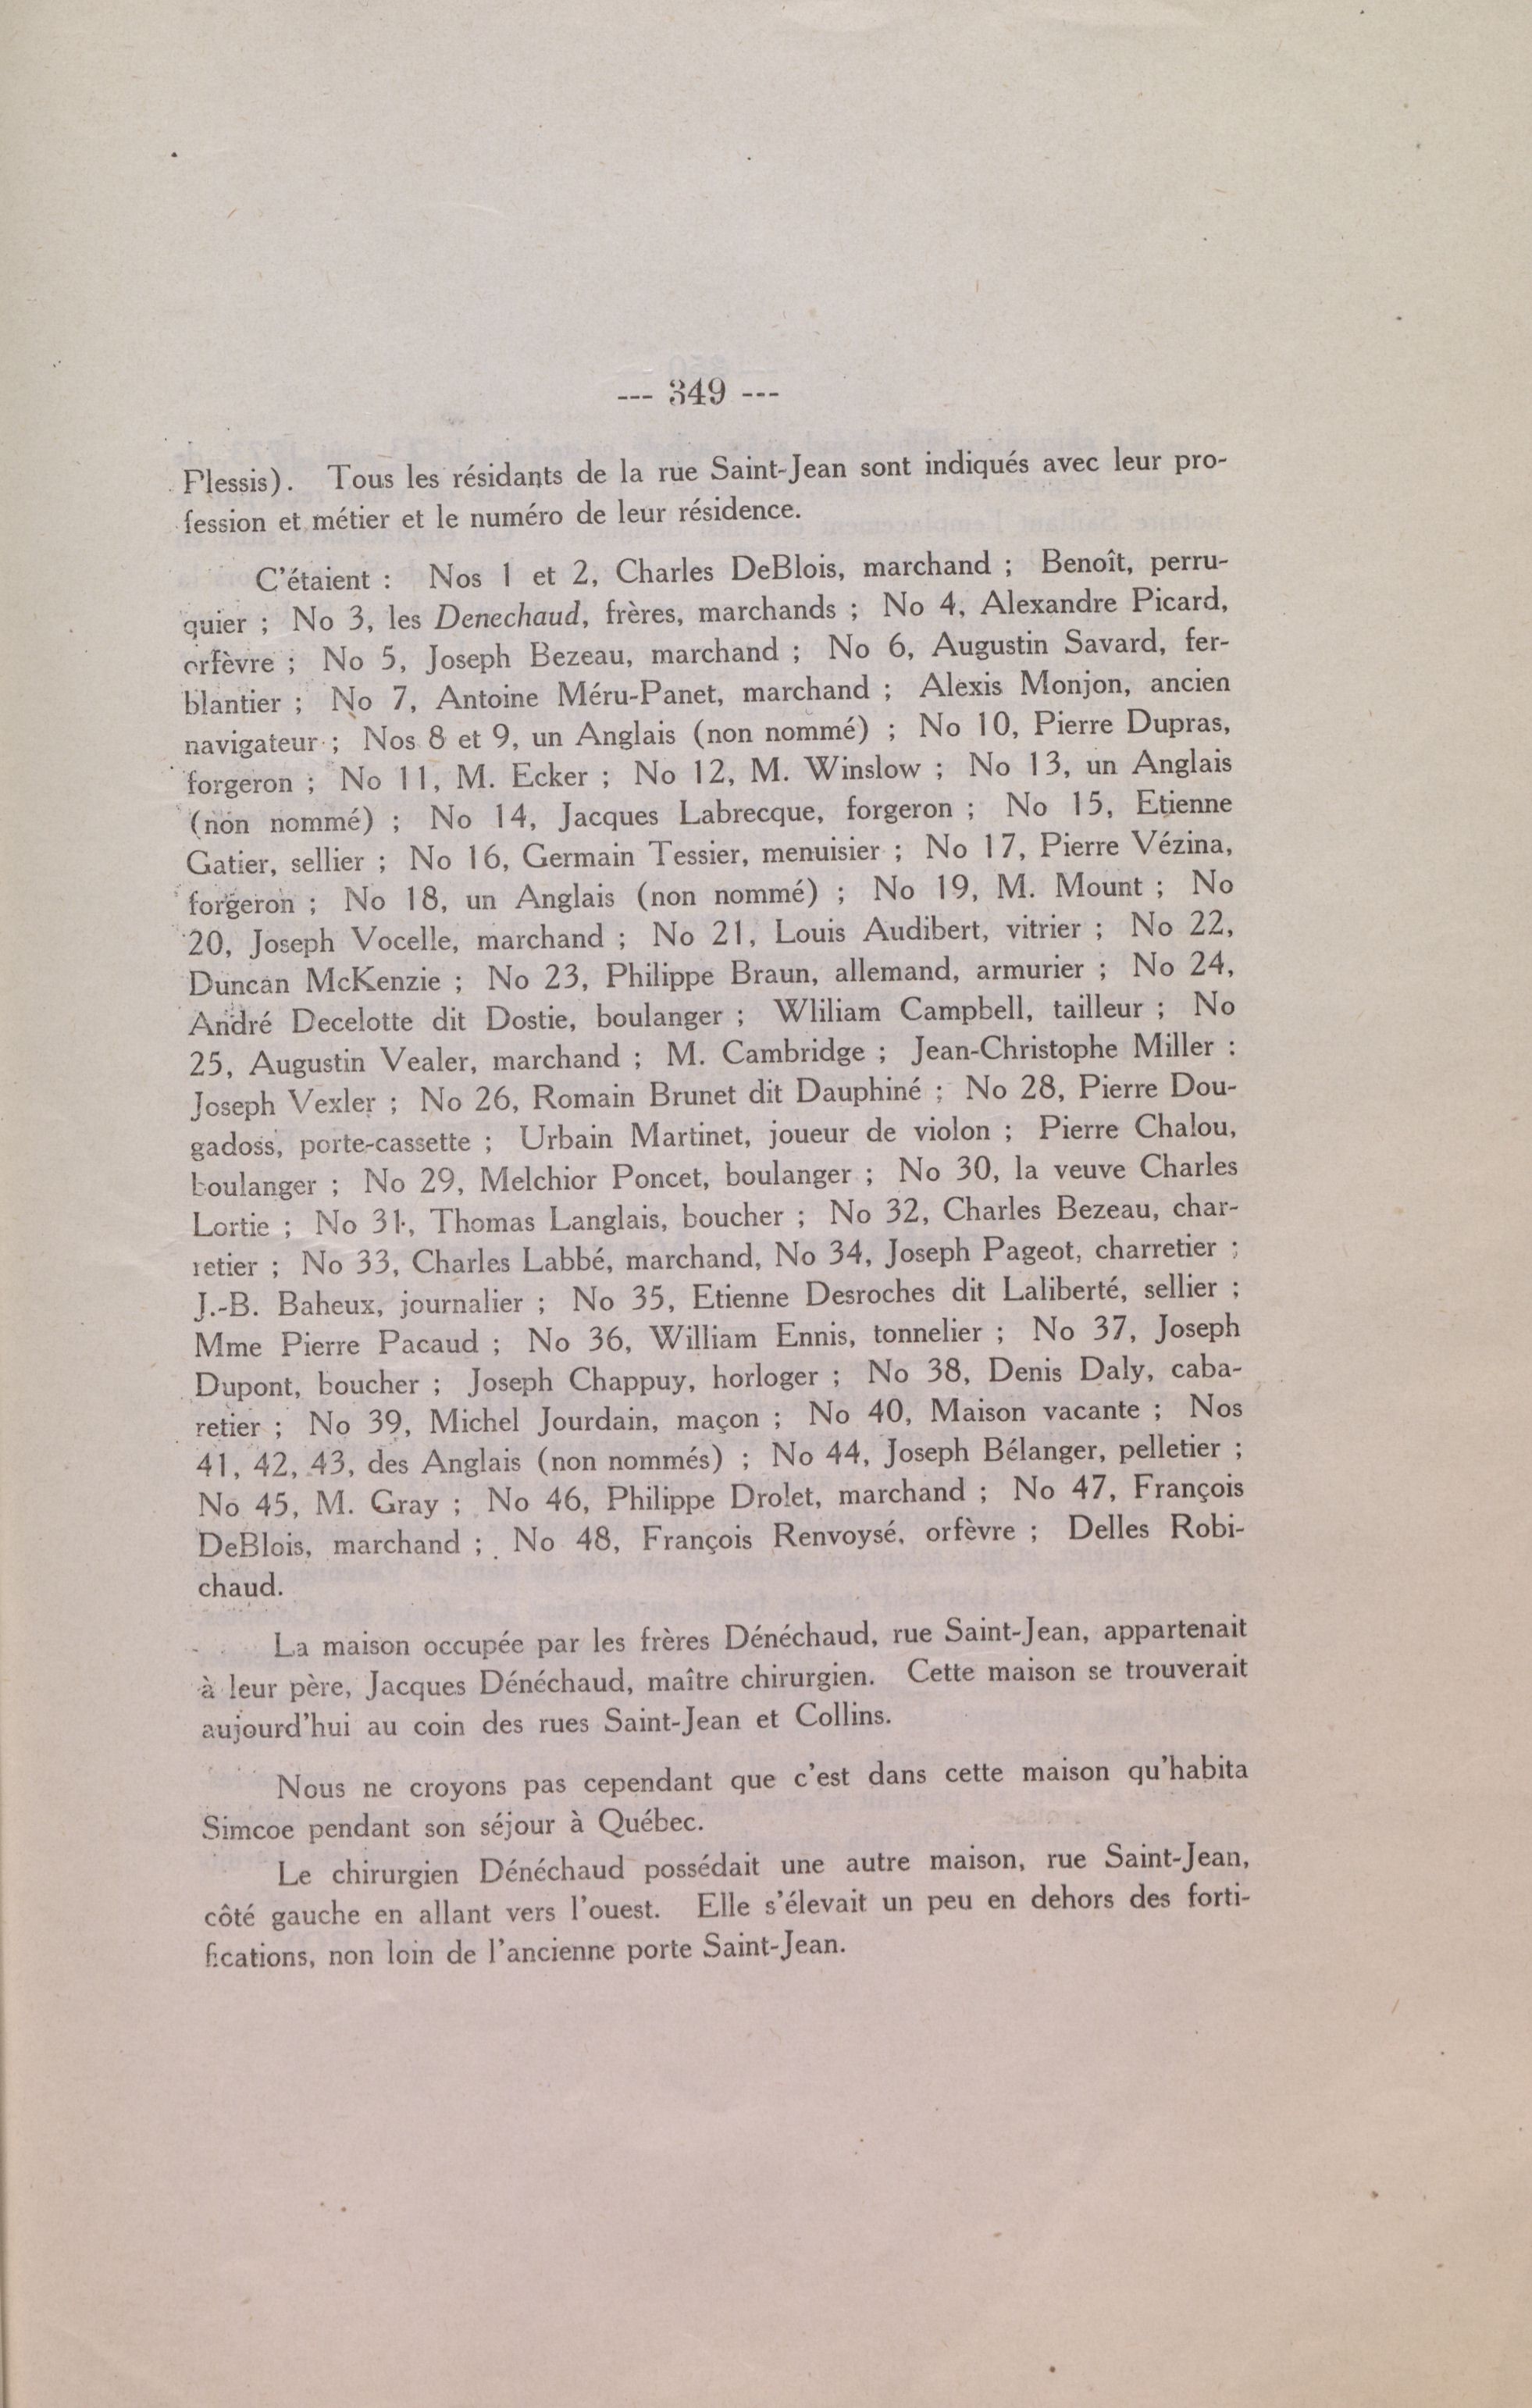 --- 349 ---
Plessis). Tous les résidants de la rue Saint-Jean sont indiqués avec leur pro-
fession et métier et le numéro de leur résidence.
C'étaient : Nos 1 et 2, Charles DeBlois, marchand ; Benoît, perru-
quier ; No 3, les Denechaud, frères, marchands ; No 4, Alexandre Picard,
orfèvre ; No 5, Joseph Bezeau, marchand ; No 6, Augustin Savard, fer-
blantier ; No 7, Antoine Méru-Panet, marchand ; Alexis Monjon, ancien
navigateur ; Nos 8 et 9, un Anglais (non nommé) ; No 10, Pierre Dupras,
forgeron ; No 11, M. Ecker ; No 12, M. Winslow ; No 13, un Anglais
(non nommé) ; No 14, Jacques Labrecque, forgeron ; No 15, Etienne
Gatier, sellier ; No 16, Germain Tessier, menuisier ; No 17, Pierre Vézina,
forgeron ; No 18, un Anglais (non nommé) ; No 19, M. Mount ; No
20, Joseph Vocelle, marchand ; No 21, Louis Audibert, vitrier ; No 22,
Duncan McKenzie ; No 23, Philippe Braun, allemand, armurier ; No 24,
André Decelotte dit Dostie, boulanger ; Wliliam Campbell, tailleur ; No
25, Augustin Vealer, marchand ; M. Cambridge ; Jean-Christophe Miller :
Joseph Vexler ; No 26, Romain Brunet dit Dauphiné ; No 28, Pierre Dou-
gadoss, porte-cassette ; Urbain Martinet, joueur de violon ; Pierre Chalou,
boulanger ; No 29, Melchior Poncet, boulanger ; No 30, la veuve Charles
Lortie ; No 31, Thomas Langlais, boucher ; No 32, Charles Bezeau, char-
retier ; No 33, Charles Labbé, marchand, No 34, Joseph Pageot, charretier ;
J.-B. Baheux, journalier ; No 35, Etienne Desroches dit Laliberté, sellier ;
Mme Pierre Pacaud ; No 36, William Ennis, tonnelier ; No 37, Joseph
Dupont, boucher ; Joseph Chappuy, horloger ; No 38, Denis Daly, caba-
retier ; No 39, Michel Jourdain, maçon ; No 40, Maison vacante ; Nos
41, 42, 43, des Anglais (non nommés) ; No 44, Joseph Bélanger, pelletier ;
No 45, M. Gray ; No 46, Philippe Drolet, marchand ; No 47, François
DeBlois, marchand ; No 48, François Renvoysé, orfèvre ; Delles Robi-
chaud.
La maison occupée par les frères Dénéchaud, rue Saint-Jean, appartenait
à leur père, Jacques Dénéchaud, maître chirurgien. Cette maison se trouverait
aujourd'hui au coin des rues Saint-Jean et Collins.
Nous ne croyons pas cependant que c'est dans cette maison qu'habita
Simcoe pendant son séjour à Québec.
Le chirurgien Dénéchaud possédait une autre maison, rue Saint-Jean,
côté gauche en allant vers l'ouest. Elle s'élevait un peu en dehors des forti-
fications, non loin de l'ancienne porte Saint-Jean.